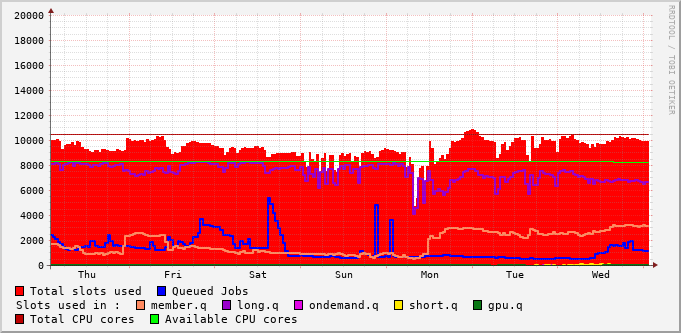 20000
18000
16000
14000
12000
10000
8000
6000
4000
2000
0
Thu Fri Sat Sun Mon Tue Wed
Total slots used Queued Jobs
Slots used in : member.q long.q ondemand.q short.q gpu.q
Total CPU cores Available CPU cores
RRDTOOL / TOBI OETIKER